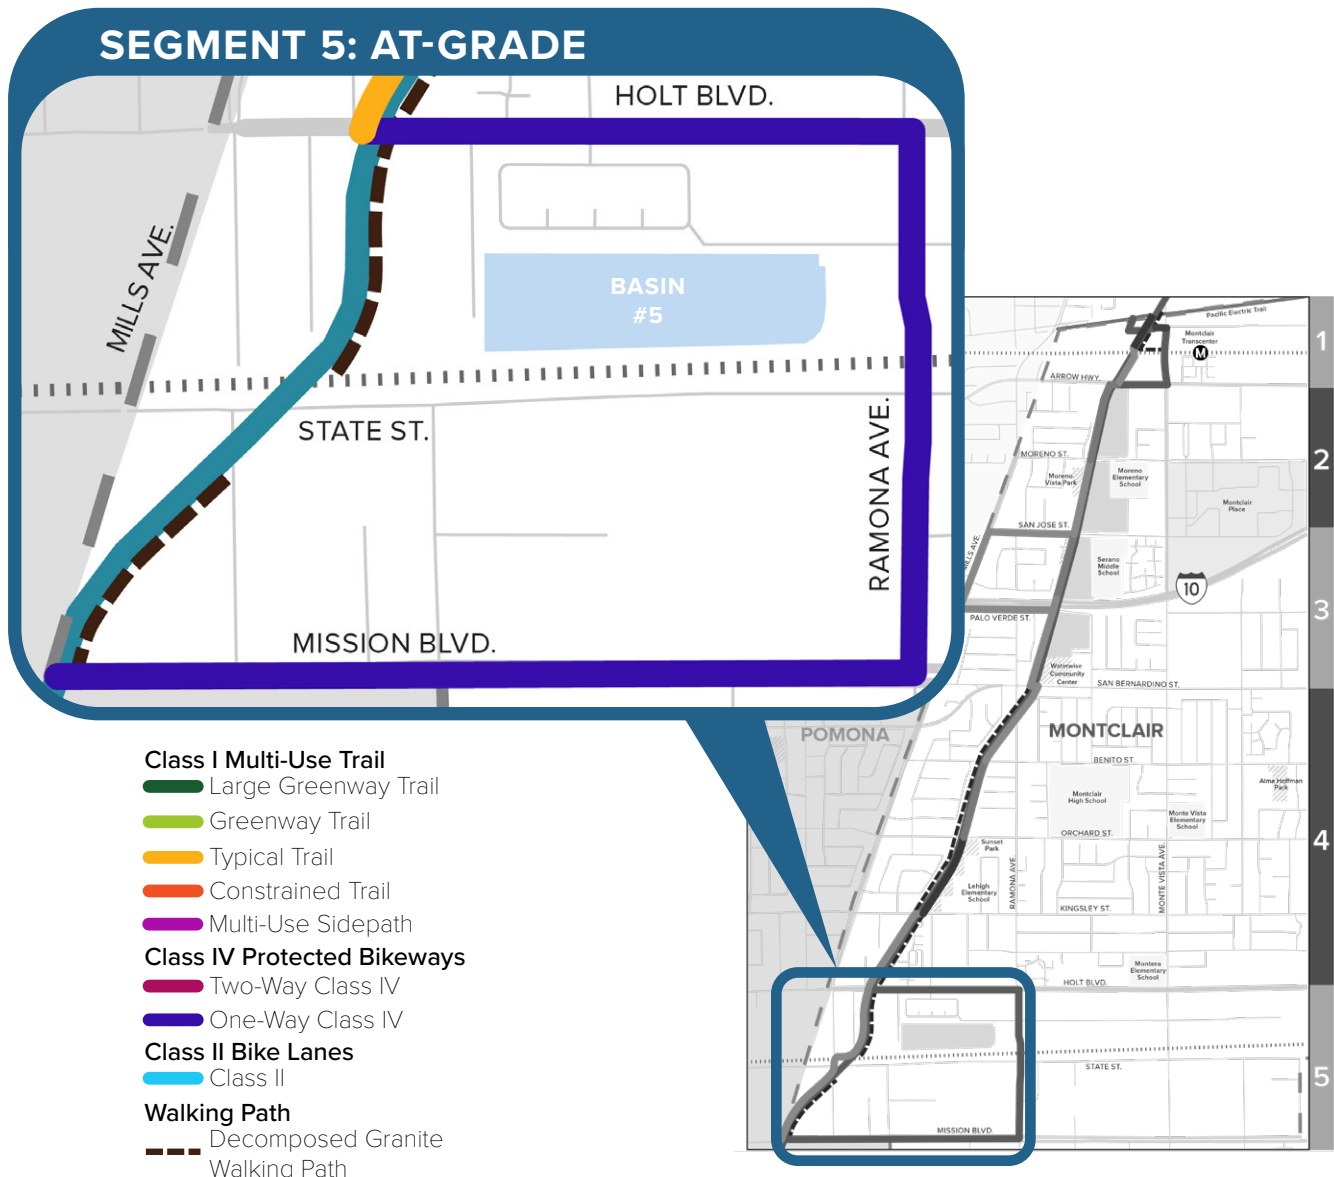 SEGMENT 5: AT-GRADE
HOLT BLVD.
MILLS AVE.
BASIN
#5
STATE ST.
RAMONA AVE.
MISSION BLVD.
Class I Multi-Use Trail
Large Greenway Trail
Greenway Trail
Typical Trail
Constrained Trail
Multi-Use Sidepath
Class IV Protected Bikeways
Two-Way Class IV
One-Way Class IV
Class II Bike Lanes
Class II
Walking Path
Decomposed Granite
Walking Path
Pacific Electric Trail
Montclair
Transcenter
M
1
ARROW HWY.
2
MORENO ST.
Moreno
Vista Park
Moreno
Elementary
School
Montclair
Place
SAN JOSE ST.
Serano
Middle
School
10
3
PALO VERDE ST.
Waterwise
Community
Center
SAN BERNARDINO ST.
POMONA
MONTCLAIR
BENITO ST.
Alma Hoffman
Park
Montclair
High School
Monte Vista
Elementary
School
ORCHARD ST.
4
Sunset
Park
RAMONA AVE.
MONTE VISTA AVE.
Lehigh
Elementary
School
KINGSLEY ST.
Montera
Elementary
School
HOLT BLVD.
STATE ST.
5
MISSION BLVD.